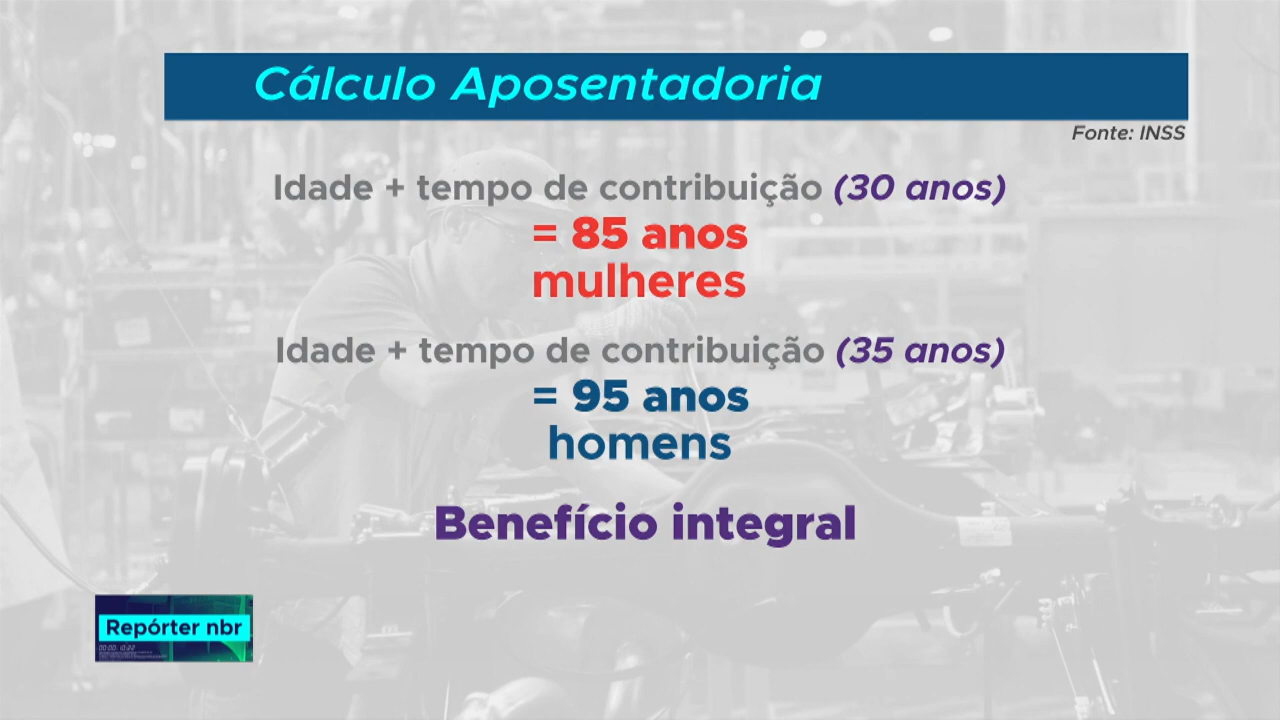 Cálculo Aposentadoria
Fonte: INSS
Idade + tempo de contribuição (30 anos)
= 85 anos
mulheres
Idade + tempo de contribuição (35 anos)
= 95 anos
homens
Benefício integral
Repórter nbr